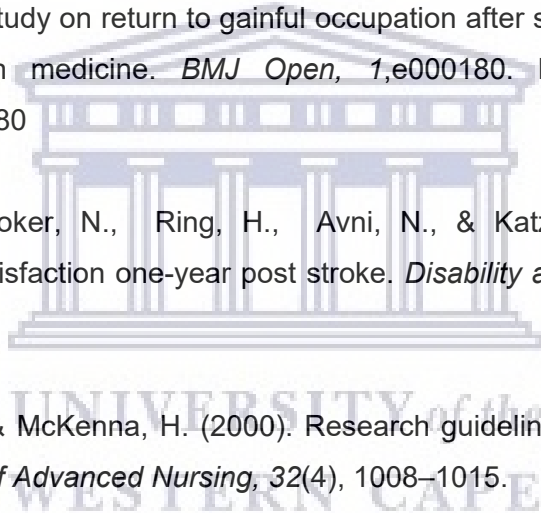 tudy on return to gainful occupation after s
medicine. BMJ Open, 1,e000180.
80
oker, N., Ring, H., Avni, N., & Katz
isfaction one-year post stroke. Disability a
UNIVERSITY of the
& McKenna, H. (2000). Research guidelin
f Advanced Nursing, 32(4), 1008–1015.
WESTERN CAPE